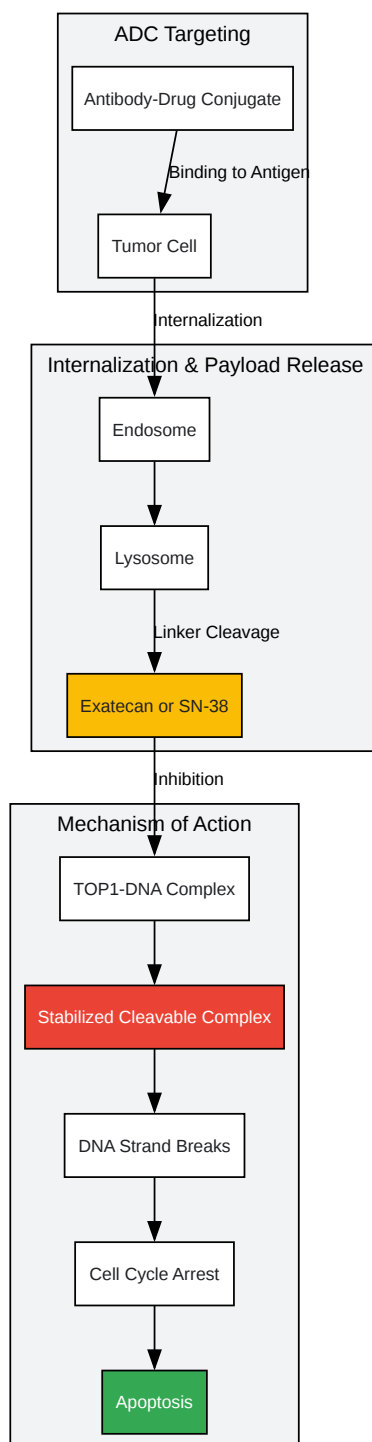 ADC Targeting
Antibody-Drug Conjugate
Binding to Antigen
Tumor Cell
Internalization
Internalization & Payload Release
Endosome
Lysosome
Linker Cleavage
Exatecan or SN-38
Inhibition
Mechanism of Action
TOP1-DNA Complex
Stabilized Cleavable Complex
DNA Strand Breaks
Cell Cycle Arrest
Apoptosis